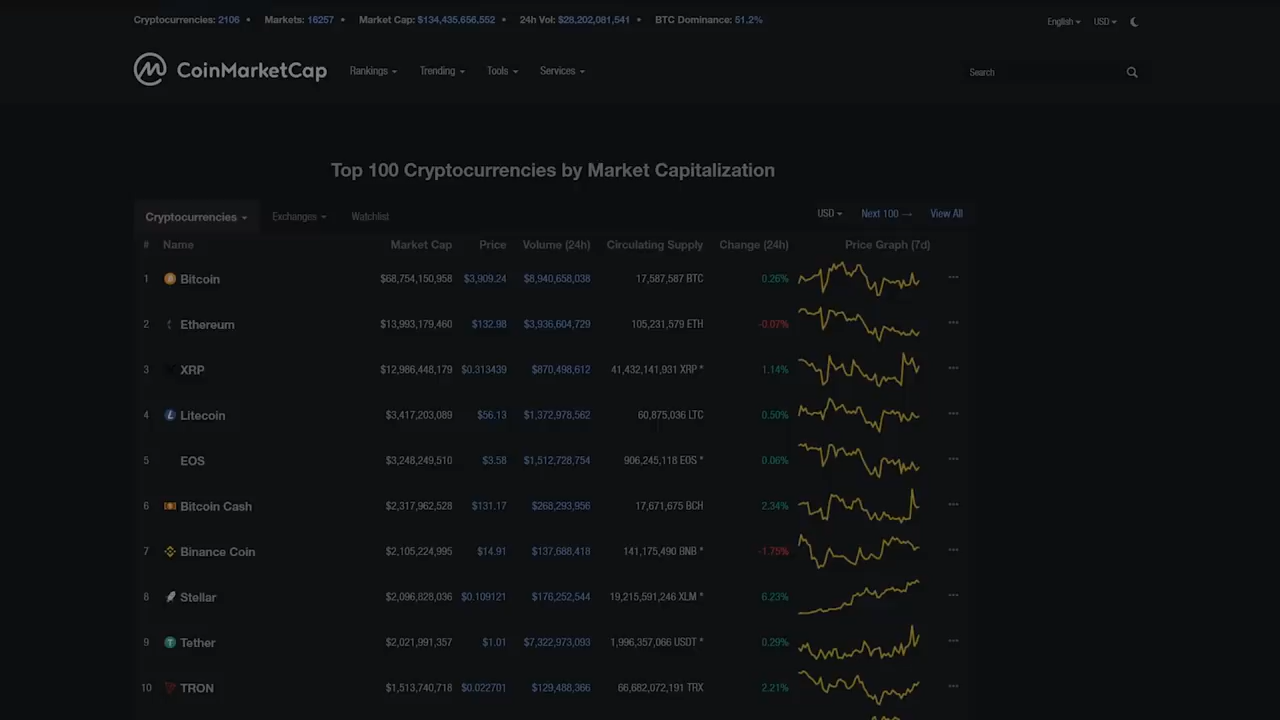 Cryptocurrencies: 2106 • Markets: 16257 • Market Cap: $134,435,656,552 • 24h Vol: $28,202,081,541 • BTC Dominance: 51.2% English USD
CoinMarketCap Rankings Trending Tools Services Search
Top 100 Cryptocurrencies by Market Capitalization
Cryptocurrencies Exchanges Watchlist USD Next 100 → View All
# Name Market Cap Price Volume (24h) Circulating Supply Change (24h) Price Graph (7d)
1 Bitcoin $68,754,150,958 $3,909.24 $8,940,658,038 17,587,587 BTC 0.26%
2 Ethereum $13,993,179,460 $132.98 $3,936,604,729 105,231,579 ETH -0.07%
3 XRP $12,986,448,179 $0.313439 $870,498,612 41,432,141,931 XRP * 1.14%
4 Litecoin $3,417,203,089 $56.13 $1,372,978,562 60,875,036 LTC 0.50%
5 EOS $3,248,249,510 $3.58 $1,512,728,754 906,245,118 EOS * 0.06%
6 Bitcoin Cash $2,317,962,528 $131.17 $268,293,956 17,671,675 BCH 2.34%
7 Binance Coin $2,105,224,995 $14.91 $137,688,418 141,175,490 BNB * -1.75%
8 Stellar $2,096,828,036 $0.109121 $176,252,544 19,215,591,246 XLM * 6.23%
9 Tether $2,021,991,357 $1.01 $7,322,973,093 1,996,357,066 USDT * 0.29%
10 TRON $1,513,740,718 $0.022701 $129,488,366 66,682,072,191 TRX 2.21%